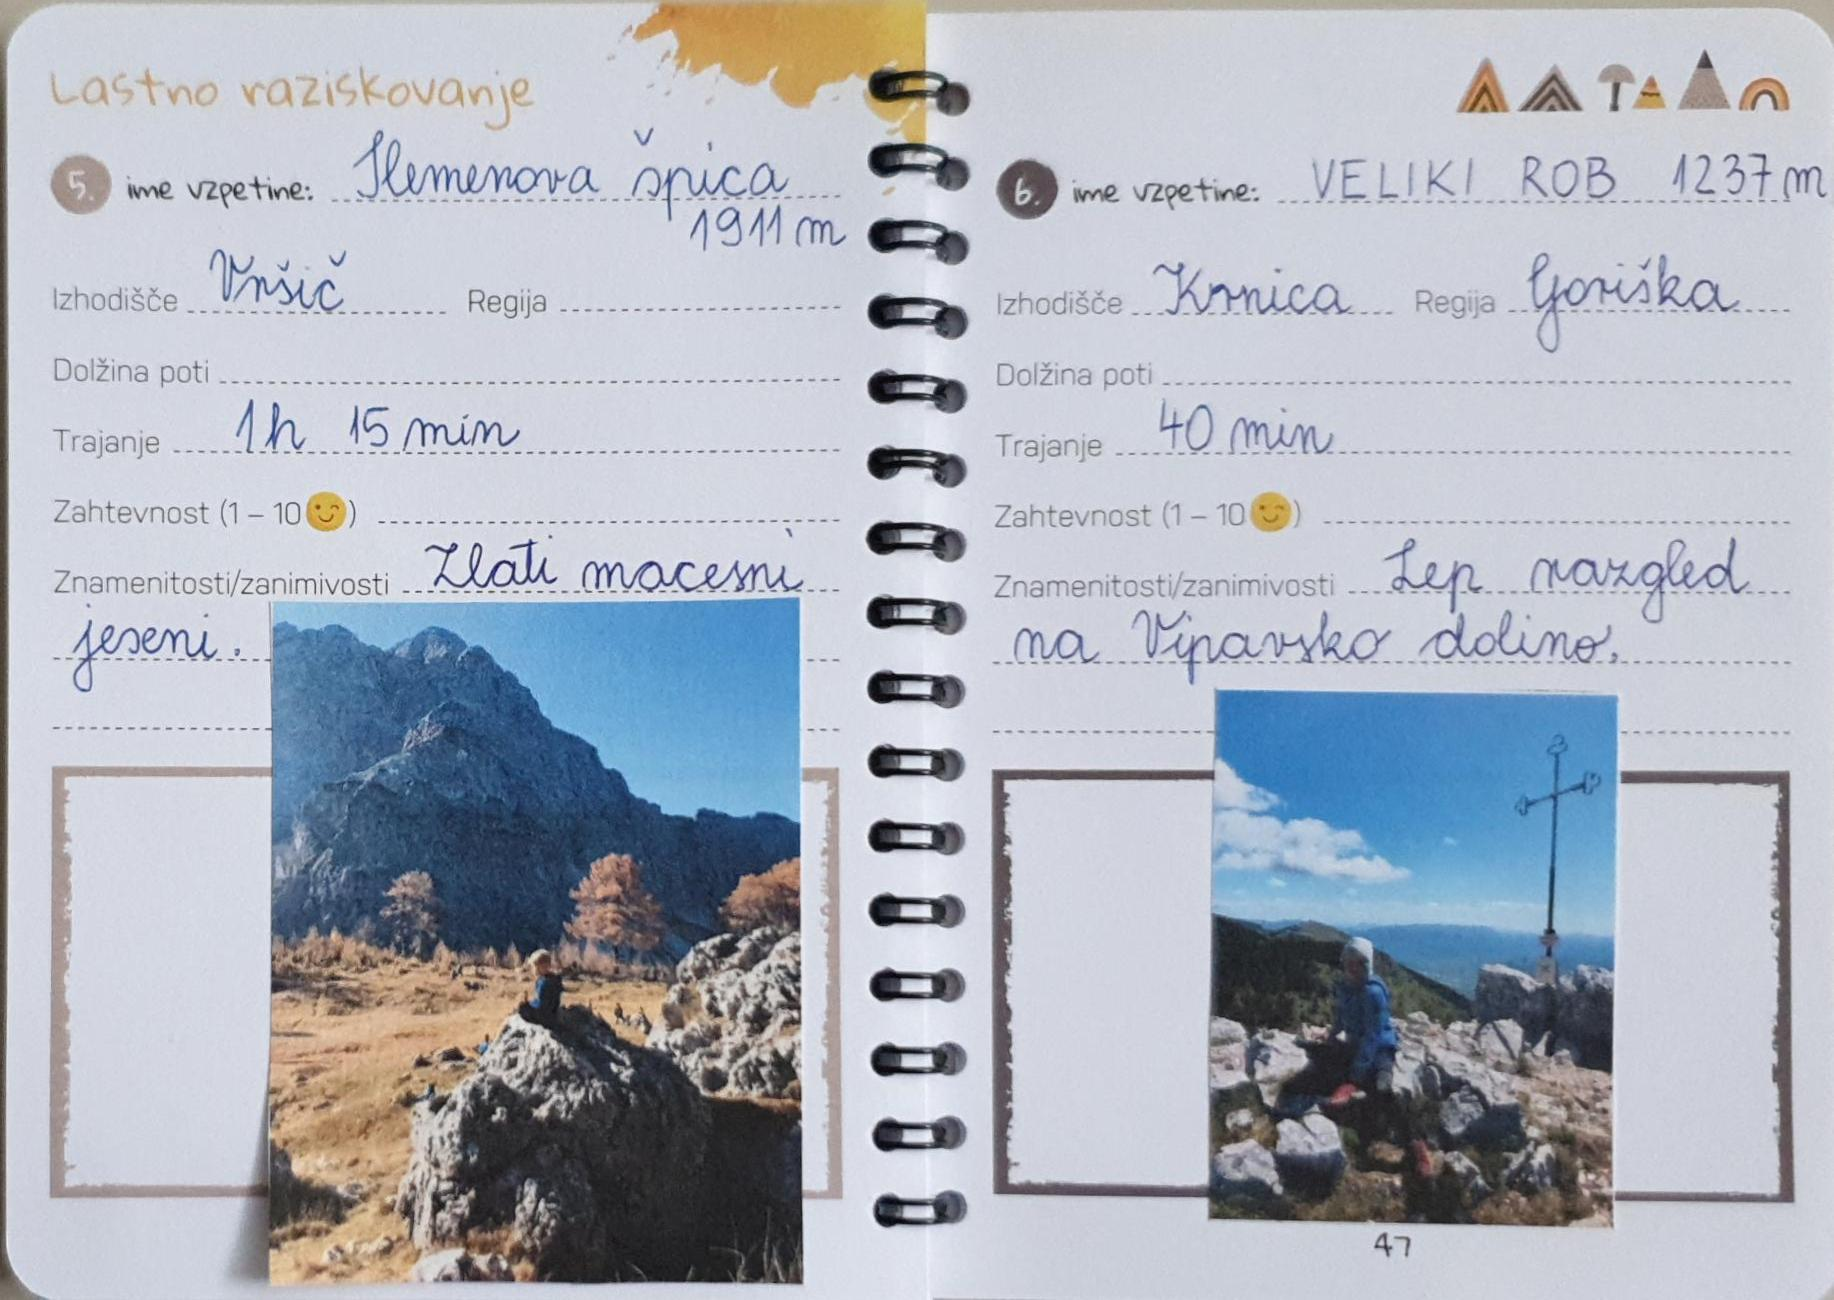 Lastno raziskovanje
5. ime vzpetine: Slemenova špica
1911 m
Izhodišče Vršič Regija
Dolžina poti
Trajanje 1h 15 min
Zahtevnost (1 – 10 😉)
Znamenitosti/zanimivosti Zlati macesni
jeseni.
6. ime vzpetine: VELIKI ROB 1237 m
Izhodišče Krnica Regija Goriška
Dolžina poti
Trajanje 40 min
Zahtevnost (1 – 10 😉)
Znamenitosti/zanimivosti Lep razgled
na Vipavsko dolino.
47